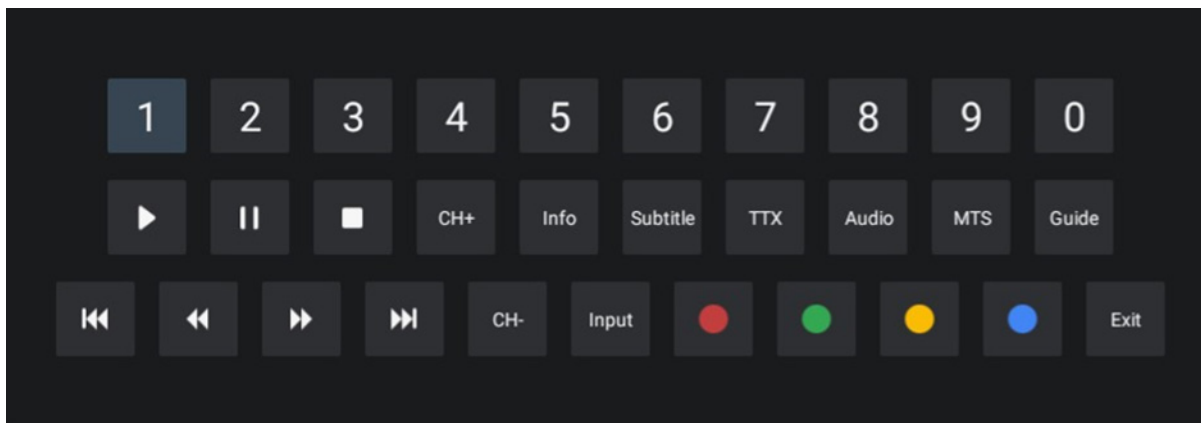 1 2 3 4 5 6 7 8 9 0
CH+ Info Subtitle TTX Audio MTS Guide
CH- Input Exit